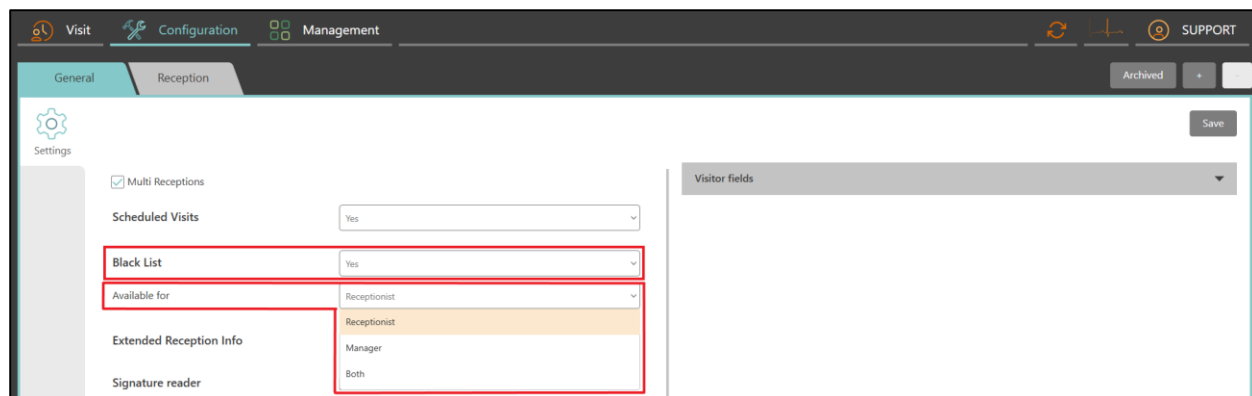 Visit Configuration Management SUPPORT
General Reception Archived + -
Save
Settings
Multi Receptions Visitor fields
Scheduled Visits Yes
Black List Yes
Available for Receptionist
Receptionist
Extended Reception Info
Manager
Both
Signature reader